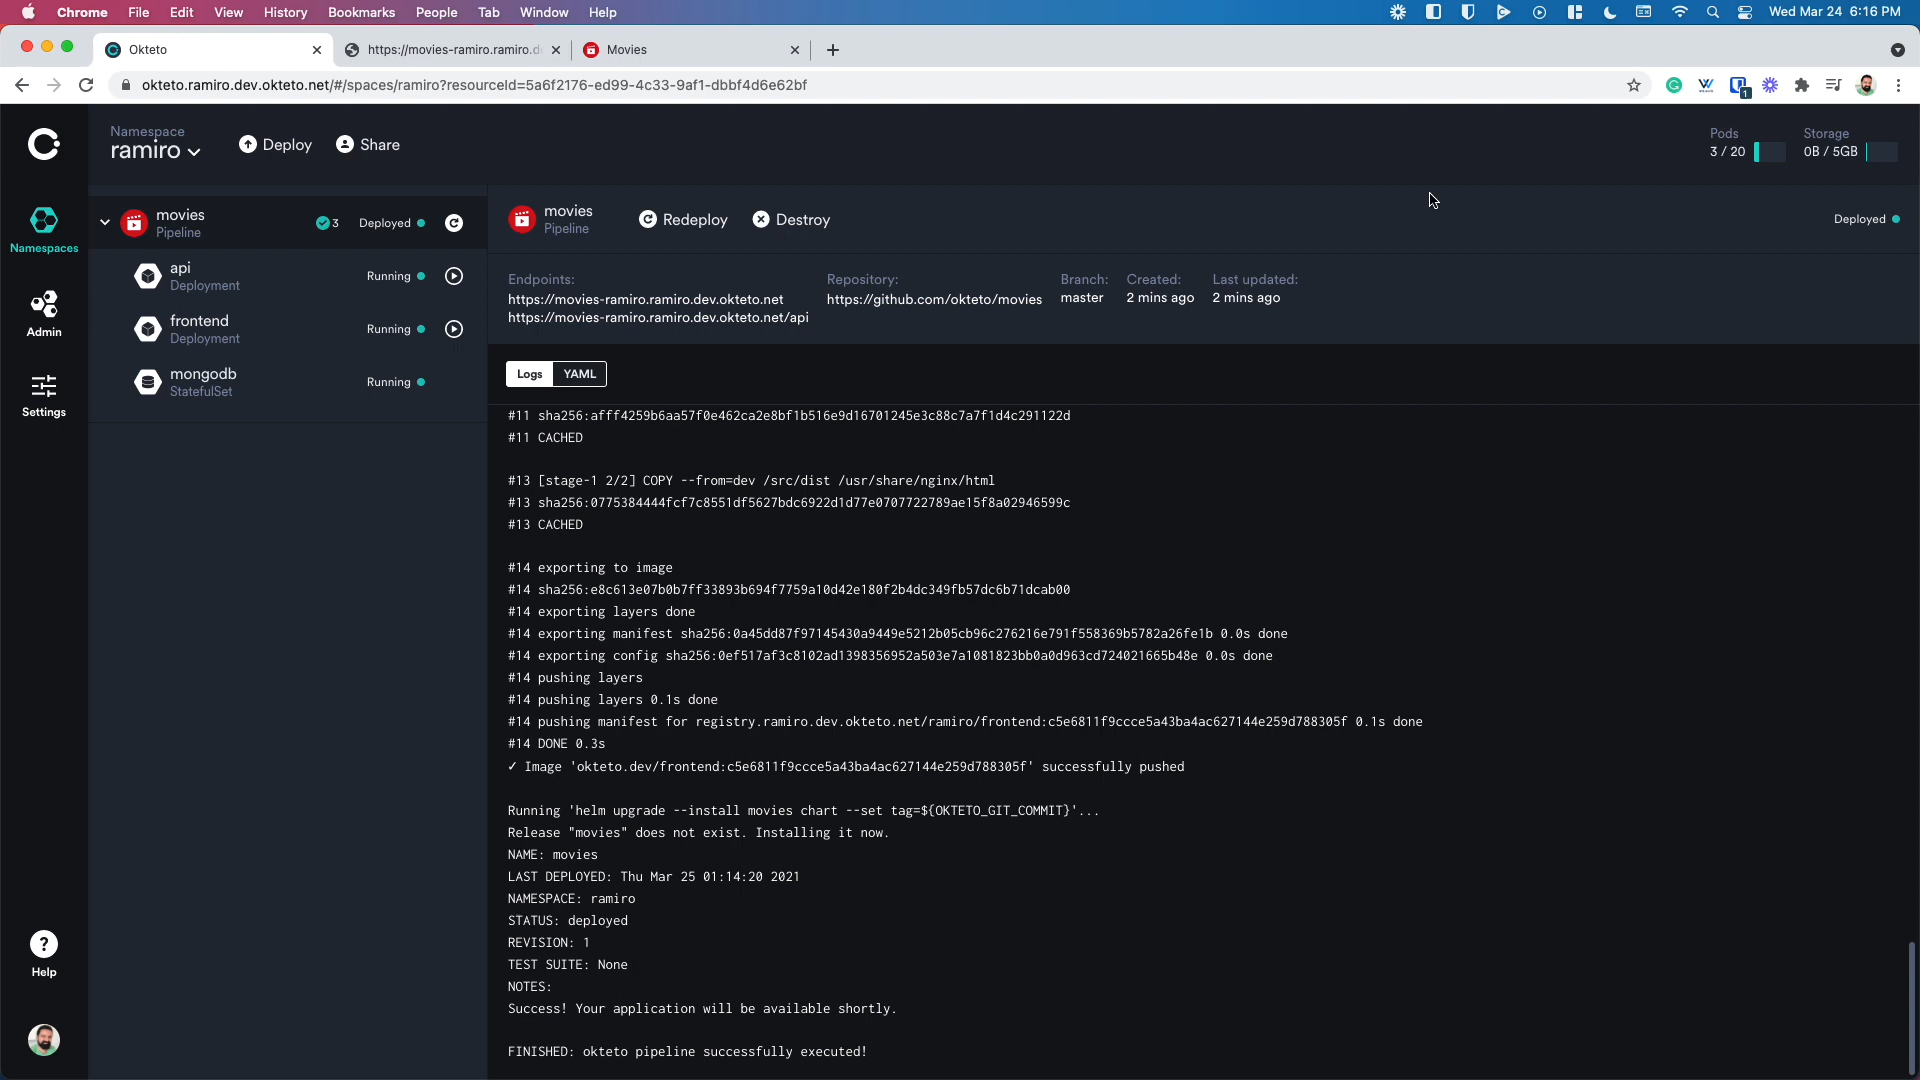 Chrome File Edit View History Bookmarks People Tab Window Help
Wed Mar 24 6:16 PM
Okteto
https://movies-ramiro.ramiro.d
Movies
okteto.ramiro.dev.okteto.net/#/spaces/ramiro?resourceId=5a6f2176-ed99-4c33-9af1-dbbf4d6e62bf
1
Namespace
ramiro
Deploy
Share
Pods
3 / 20
Storage
0B / 5GB
Namespaces
Admin
Settings
Help
movies
Pipeline
3
Deployed
api
Deployment
Running
frontend
Deployment
Running
mongodb
StatefulSet
Running
movies
Pipeline
Redeploy
Destroy
Deployed
Endpoints:
https://movies-ramiro.ramiro.dev.okteto.net
https://movies-ramiro.ramiro.dev.okteto.net/api
Repository:
https://github.com/okteto/movies
Branch:
master
Created:
2 mins ago
Last updated:
2 mins ago
Logs
YAML
#11 sha256:afff4259b6aa57f0e462ca2e8bf1b516e9d16701245e3c88c7a7f1d4c291122d
#11 CACHED
#13 [stage-1 2/2] COPY --from=dev /src/dist /usr/share/nginx/html
#13 sha256:0775384444fcf7c8551df5627bdc6922d1d77e0707722789ae15f8a02946599c
#13 CACHED
#14 exporting to image
#14 sha256:e8c613e07b0b7ff33893b694f7759a10d42e180f2b4dc349fb57dc6b71dcab00
#14 exporting layers done
#14 exporting manifest sha256:0a45dd87f97145430a9449e5212b05cb96c276216e791f558369b5782a26fe1b 0.0s done
#14 exporting config sha256:0ef517af3c8102ad1398356952a503e7a1081823bb0a0d963cd724021665b48e 0.0s done
#14 pushing layers
#14 pushing layers 0.1s done
#14 pushing manifest for registry.ramiro.dev.okteto.net/ramiro/frontend:c5e6811f9ccce5a43ba4ac627144e259d788305f 0.1s done
#14 DONE 0.3s
✓ Image 'okteto.dev/frontend:c5e6811f9ccce5a43ba4ac627144e259d788305f' successfully pushed
Running 'helm upgrade --install movies chart --set tag=${OKTETO_GIT_COMMIT}'...
Release "movies" does not exist. Installing it now.
NAME: movies
LAST DEPLOYED: Thu Mar 25 01:14:20 2021
NAMESPACE: ramiro
STATUS: deployed
REVISION: 1
TEST SUITE: None
NOTES:
Success! Your application will be available shortly.
FINISHED: okteto pipeline successfully executed!